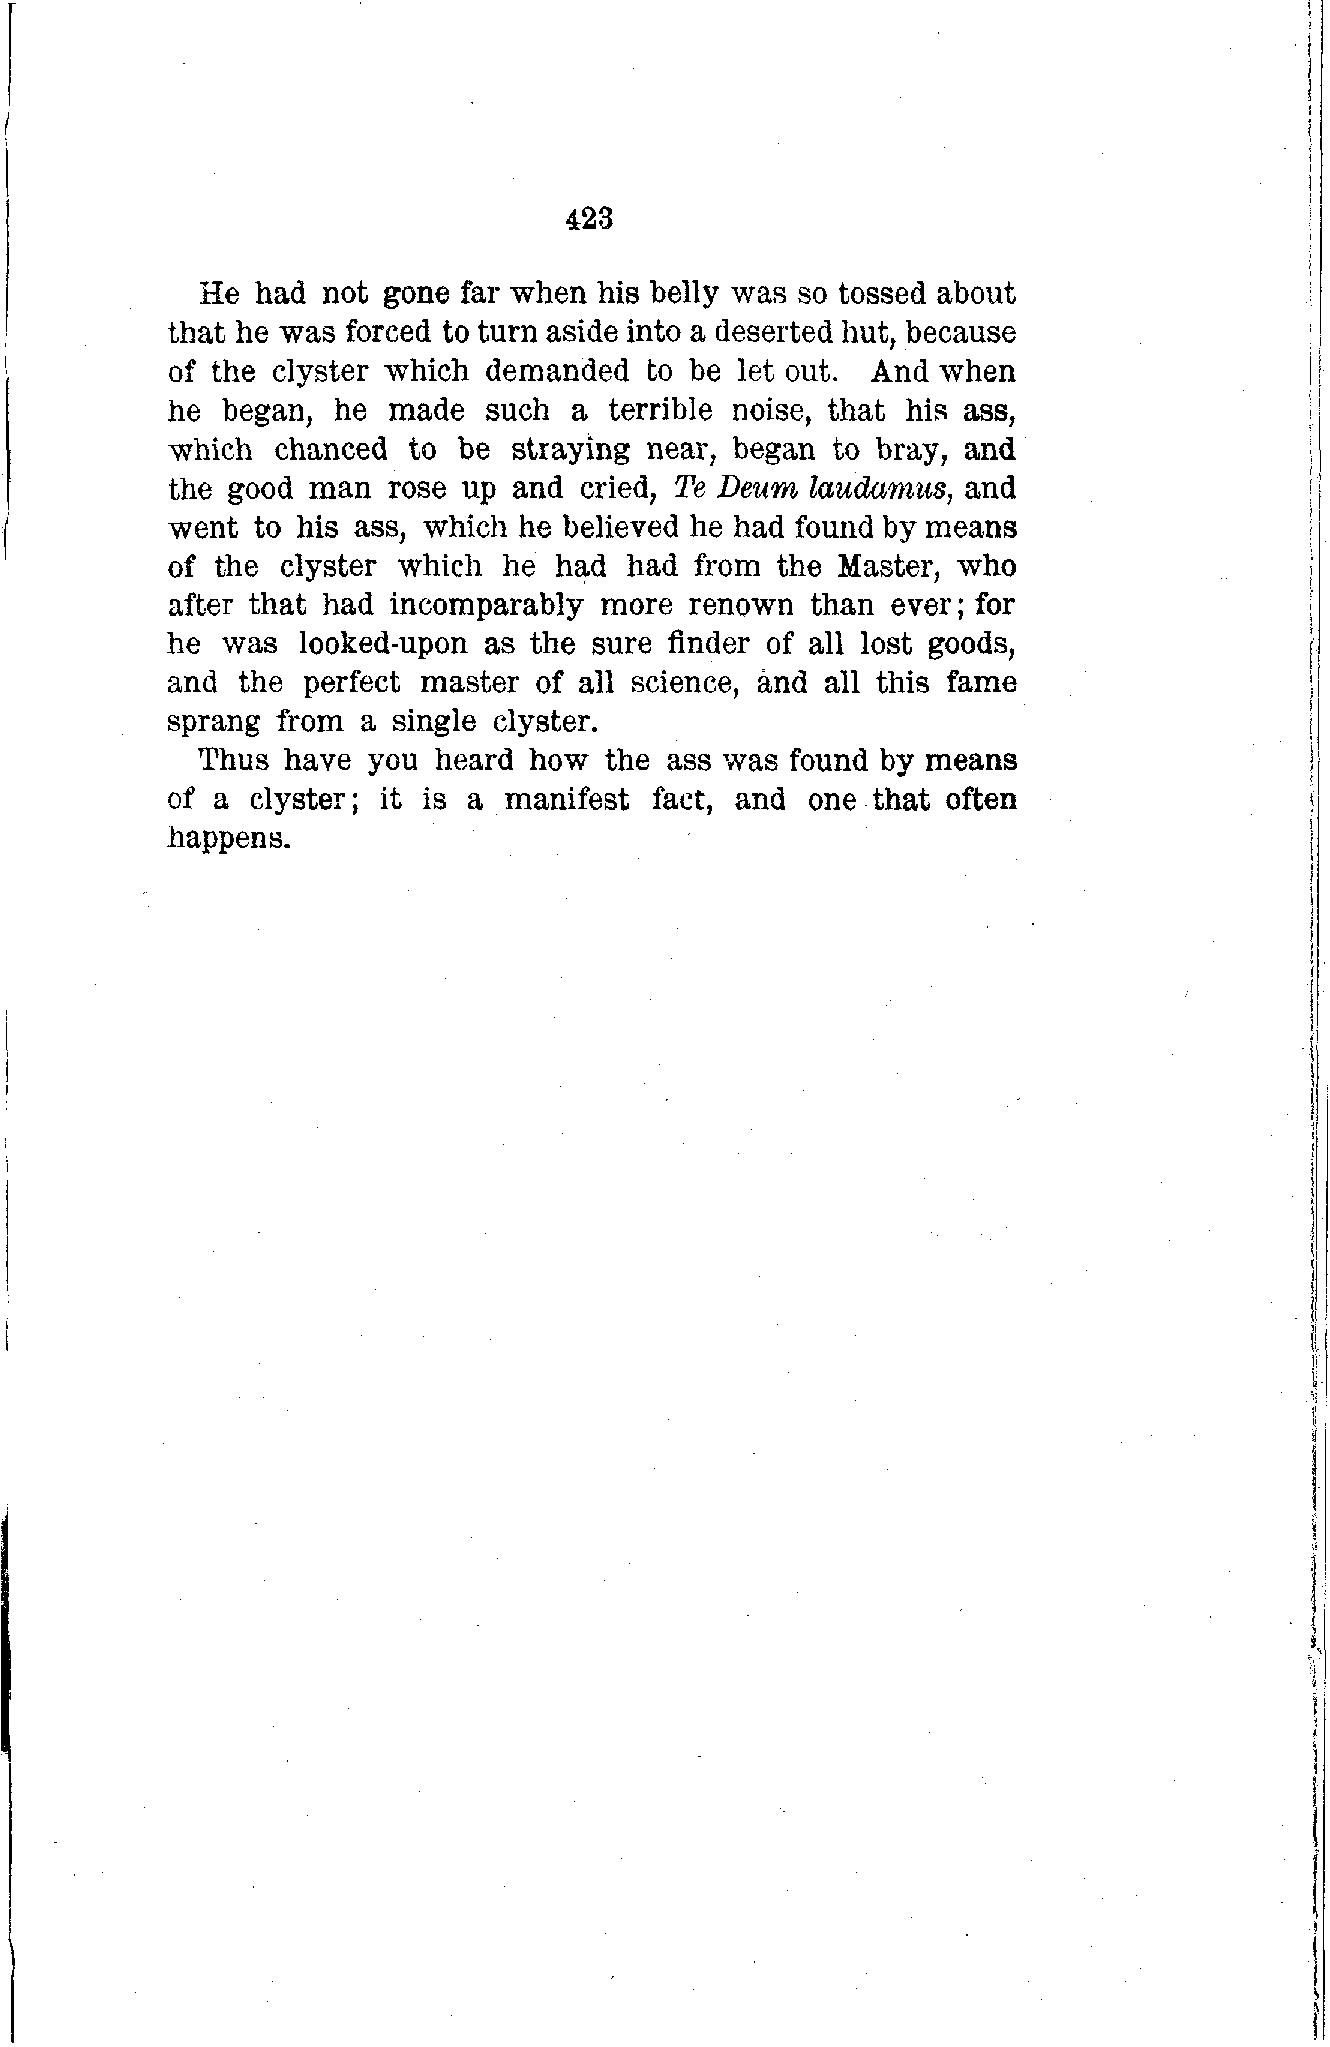 423
He had not gone far when his belly was so tossed about
that he was forced to turn aside into a deserted hut, because
of the clyster which demanded to be let out. And when
he began, he made such a terrible noise, that his ass,
which chanced to be straying near, began to bray, and
the good man rose up and cried, Te Deum laudamus, and
went to his ass, which he believed he had found by means
of the clyster which he had had from the Master, who
after that had incomparably more renown than ever; for
he was looked-upon as the sure finder of all lost goods,
and the perfect master of all science, and all this fame
sprang from a single clyster.
Thus have you heard how the ass was found by means
of a clyster; it is a manifest fact, and one that often
happens.